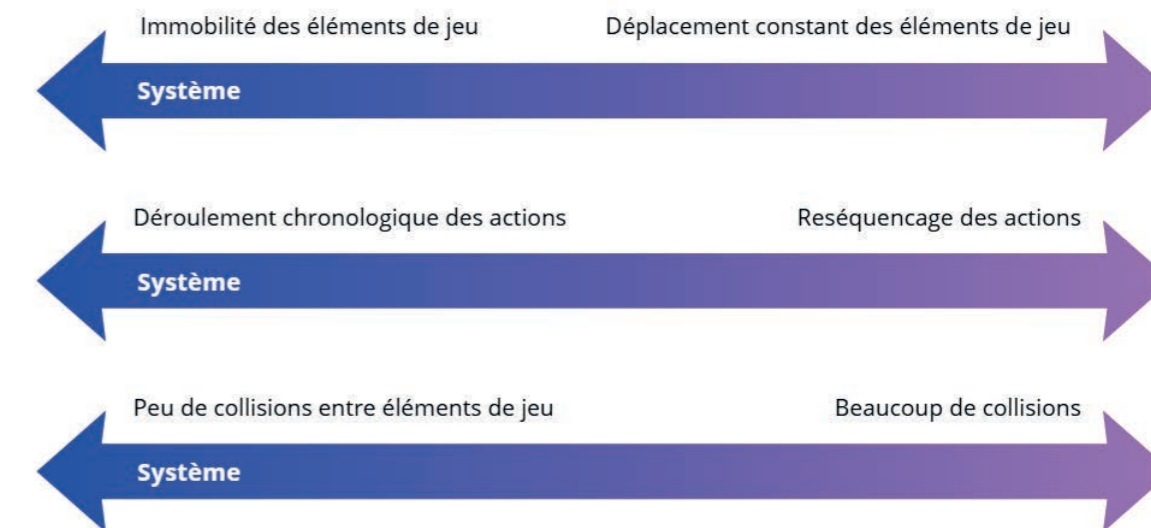 Immobilité des éléments de jeu
Déplacement constant des éléments de jeu
Système
Déroulement chronologique des actions
Reséquencage des actions
Système
Peu de collisions entre éléments de jeu
Beaucoup de collisions
Système